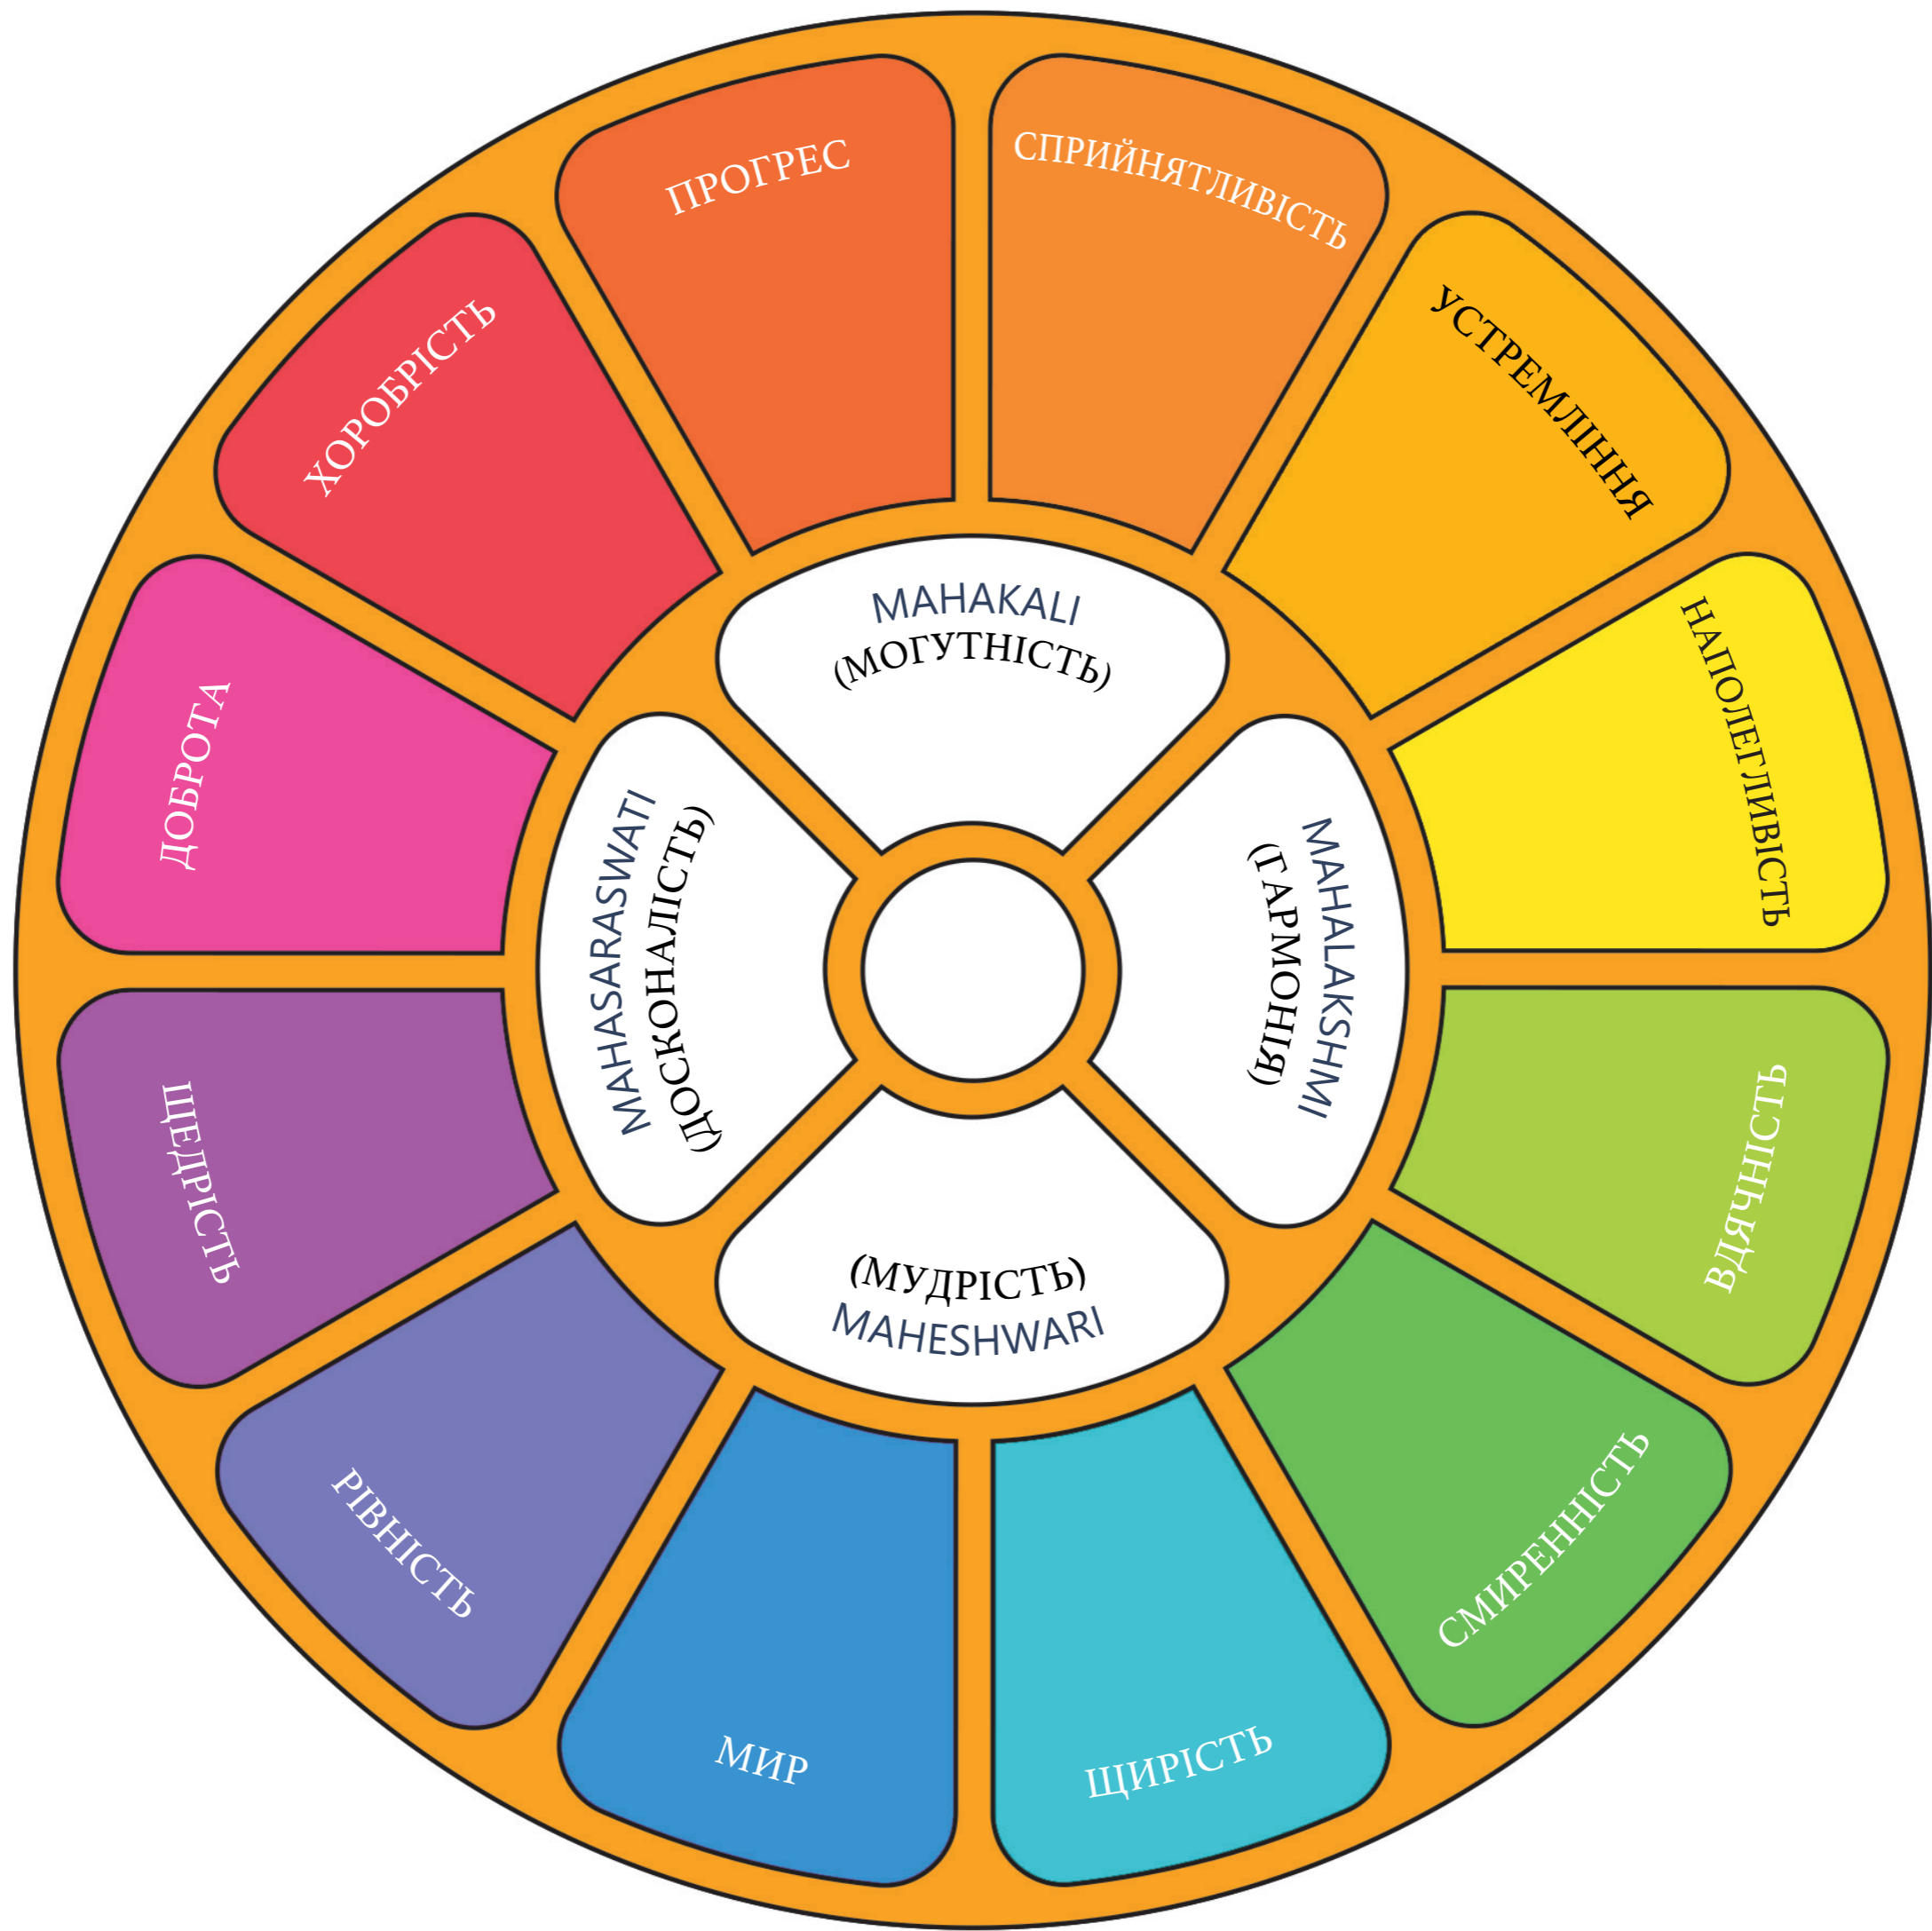 ПРОГРЕС
СПРИЙНЯТЛИВІСТЬ
УСТРЕМЛІННЯ
НАПОЛЕГЛИВІСТЬ
ВДЯЧНІСТЬ
СМИРЕННІСТЬ
ЩИРІСТЬ
МИР
РІВНІСТЬ
ЩЕДРІСТЬ
ДОБРОТА
ХОРОБРІСТЬ
MAHAKALI
(МОГУТНІСТЬ)
MAHALAKSHMI
(ГАРМОНІЯ)
(МУДРІСТЬ)
MAHESHWARI
MAHASARASWATI
(ДОСКОНАЛІСТЬ)